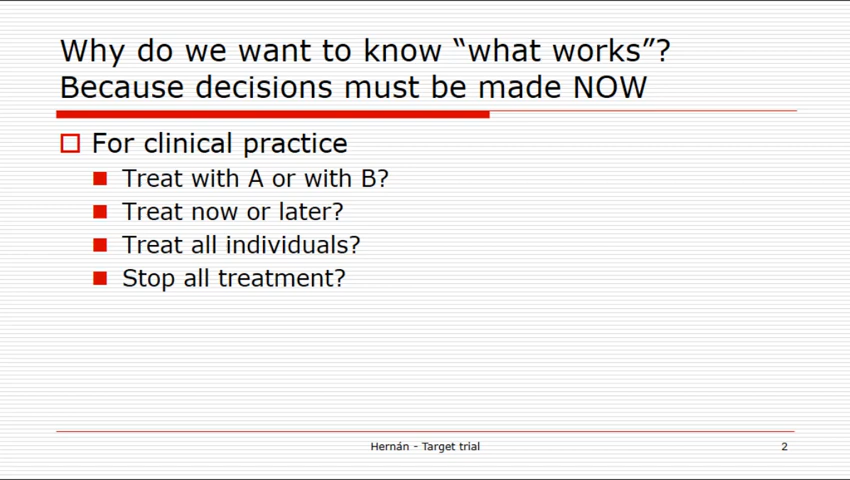 Why do we want to know “what works”?
Because decisions must be made NOW
For clinical practice
Treat with A or with B?
Treat now or later?
Treat all individuals?
Stop all treatment?
Hernán - Target trial
2